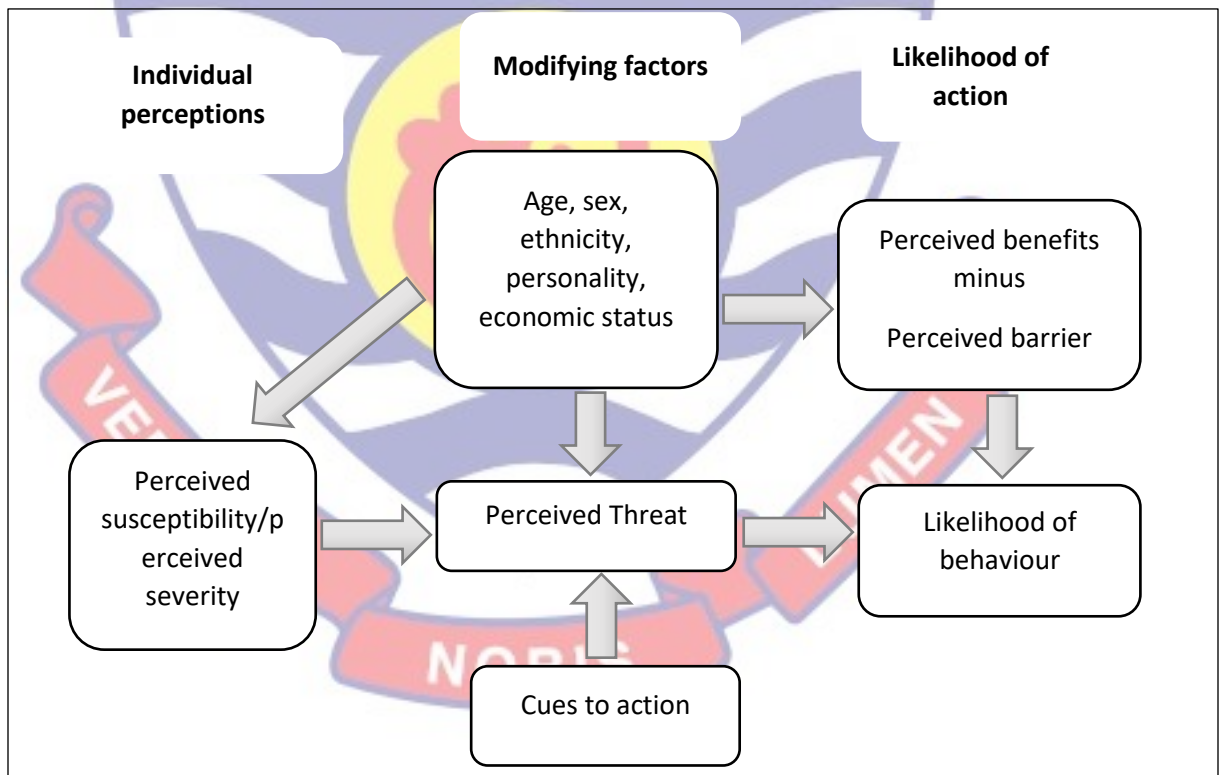 Individual
perceptions
Modifying factors
Likelihood of
action
Age, sex,
ethnicity,
personality,
economic status
Perceived benefits
minus
Perceived barrier
Perceived
susceptibility/p
erceived
severity
Perceived Threat
Likelihood of
behaviour
Cues to action